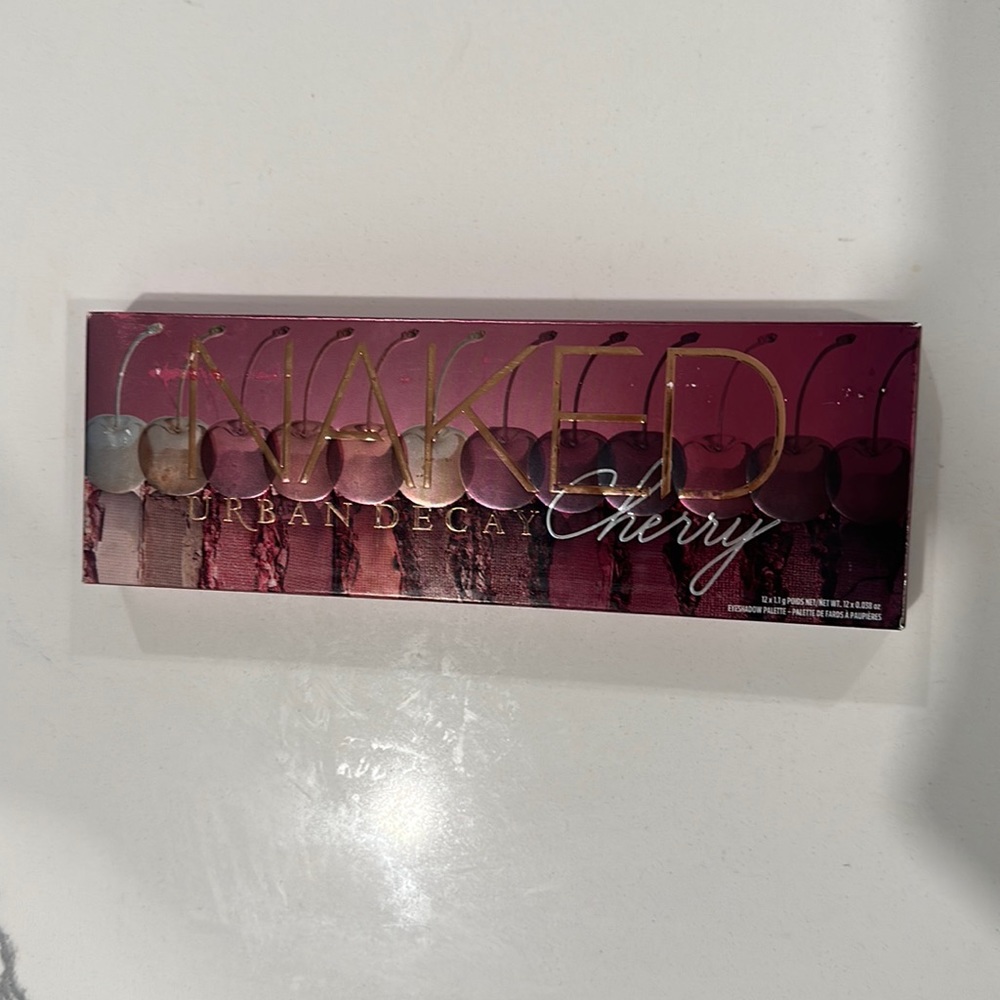 NAKED
URBAN DECAY
Cherry
12 x 1.1 g POIDS NET/NET WT. 12 x 0.038 oz
EYESHADOW PALETTE - PALETTE DE FARDS À PAUPIÈRES